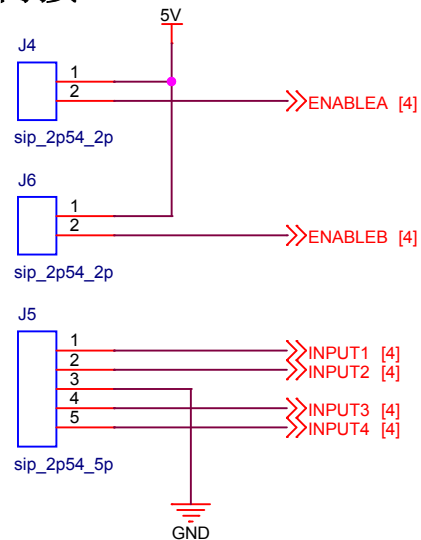 5V
J4
1
2
ENABLEA [4]
sip_2p54_2p
J6
1
2
ENABLEB [4]
sip_2p54_2p
J5
1
INPUT1 [4]
2
INPUT2 [4]
3
4
INPUT3 [4]
5
INPUT4 [4]
sip_2p54_5p
GND